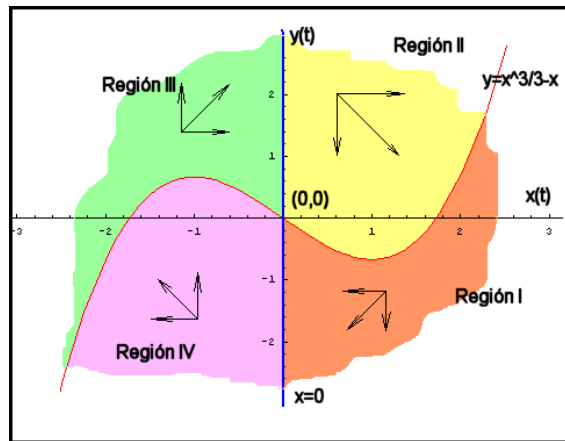 y(t)
Región II
Región III
y=x^3/3-x
2
1
(0,0)
x(t)
-3
-2
-1
1
2
3
-1
Región I
-2
Región IV
x=0